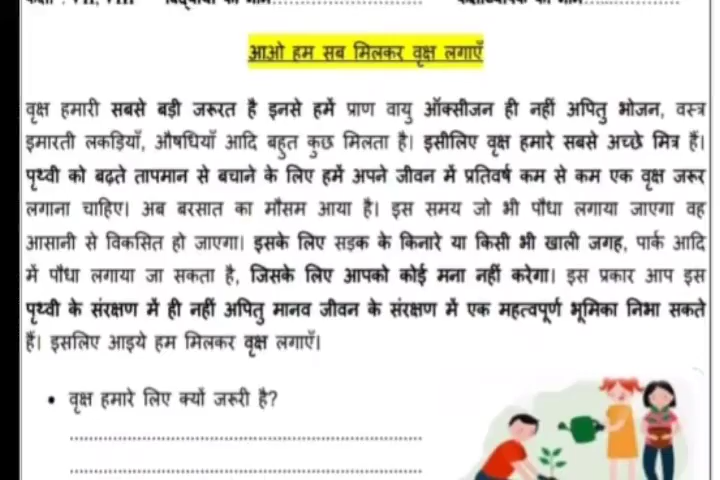 आओ हम सब मिलकर वृक्ष लगाएँ
वृक्ष हमारी सबसे बड़ी जरूरत है इनसे हमें प्राण वायु ऑक्सीजन ही नहीं अपितु भोजन, वस्त्र
इमारती लकड़ियाँ, औषधियाँ आदि बहुत कुछ मिलता है। इसीलिए वृक्ष हमारे सबसे अच्छे मित्र हैं।
पृथ्वी को बढ़ते तापमान से बचाने के लिए हमें अपने जीवन में प्रतिवर्ष कम से कम एक वृक्ष जरूर
लगाना चाहिए। अब बरसात का मौसम आया है। इस समय जो भी पौधा लगाया जाएगा वह
आसानी से विकसित हो जाएगा। इसके लिए सड़क के किनारे या किसी भी खाली जगह, पार्क आदि
में पौधा लगाया जा सकता है, जिसके लिए आपको कोई मना नहीं करेगा। इस प्रकार आप इस
पृथ्वी के संरक्षण में ही नहीं अपितु मानव जीवन के संरक्षण में एक महत्वपूर्ण भूमिका निभा सकते
हैं। इसलिए आइये हम मिलकर वृक्ष लगाएँ।
• वृक्ष हमारे लिए क्यों जरूरी है?